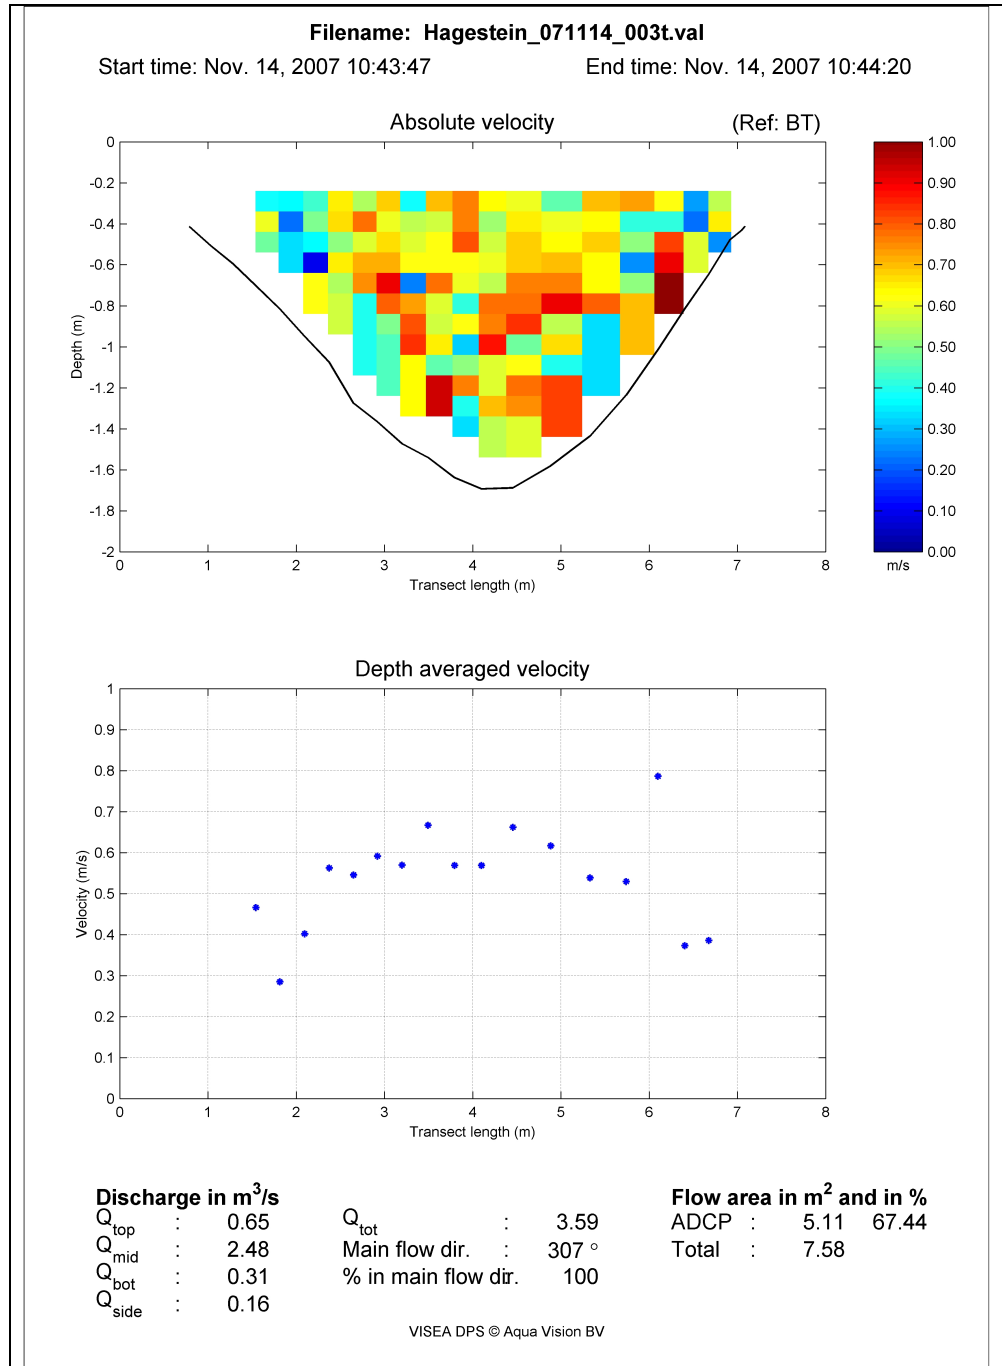 Filename: Hagestein_071114_003t.val
Start time: Nov. 14, 2007 10:43:47 End time: Nov. 14, 2007 10:44:20
Absolute velocity (Ref: BT)
0
-0.2
-0.4
-0.6
-0.8
-1
-1.2
-1.4
-1.6
-1.8
-2
Depth (m)
0 1 2 3 4 5 6 7 8
Transect length (m)
1.00
0.90
0.80
0.70
0.60
0.50
0.40
0.30
0.20
0.10
0.00
m/s
Depth averaged velocity
1
0.9
0.8
0.7
0.6
0.5
0.4
0.3
0.2
0.1
0
Velocity (m/s)
0 1 2 3 4 5 6 7 8
Transect length (m)
Discharge in m3/s Flow area in m2 and in %
Qtop : 0.65 Qtot : 3.59 ADCP : 5.11 67.44
Qmid : 2.48 Main flow dir. : 307 ° Total : 7.58
Qbot : 0.31 % in main flow dir. 100
Qside : 0.16
VISEA DPS © Aqua Vision BV